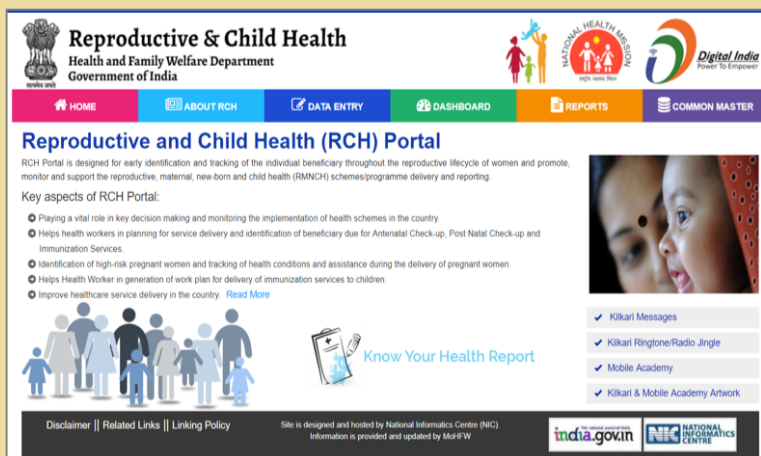 Reproductive & Child Health
Health and Family Welfare Department
Government of India
सत्यमेव जयते
NATIONAL HEALTH MISSION
राष्ट्रीय स्वास्थ्य मिशन
Digital India
Power To Empower
HOME
ABOUT RCH
DATA ENTRY
DASHBOARD
REPORTS
COMMON MASTER
Reproductive and Child Health (RCH) Portal
RCH Portal is designed for early identification and tracking of the individual beneficiary throughout the reproductive lifecycle of women and promote,
monitor and support the reproductive, maternal, new-born and child health (RMNCH) schemes/programme delivery and reporting.
Key aspects of RCH Portal:
Playing a vital role in key decision making and monitoring the implementation of health schemes in the country.
Helps health workers in planning for service delivery and identification of beneficiary due for Antenatal Check-up, Post Natal Check-up and
Immunization Services.
Identification of high-risk pregnant women and tracking of health conditions and assistance during the delivery of pregnant women.
Helps Health Worker in generation of work plan for delivery of immunization services to children.
Improve healthcare service delivery in the country. Read More
Know Your Health Report
Kilkari Messages
Kilkari Ringtone/Radio Jingle
Mobile Academy
Kilkari & Mobile Academy Artwork
Disclaimer || Related Links || Linking Policy
Site is designed and hosted by National Informatics Centre (NIC)
Information is provided and updated by MoHFW
The national portal of India
india.gov.in
NIC NATIONAL
INFORMATICS
CENTRE